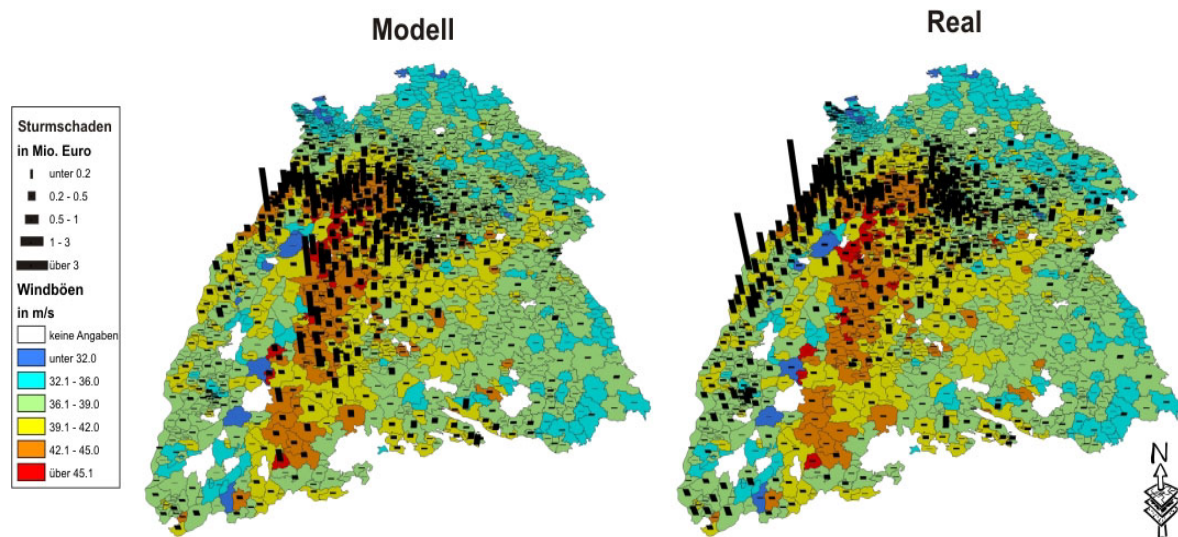 Modell
Real
Sturmschaden
in Mio. Euro
unter 0.2
0.2 - 0.5
0.5 - 1
1 - 3
über 3
Windböen
in m/s
keine Angaben
unter 32.0
32.1 - 36.0
36.1 - 39.0
39.1 - 42.0
42.1 - 45.0
über 45.1
N